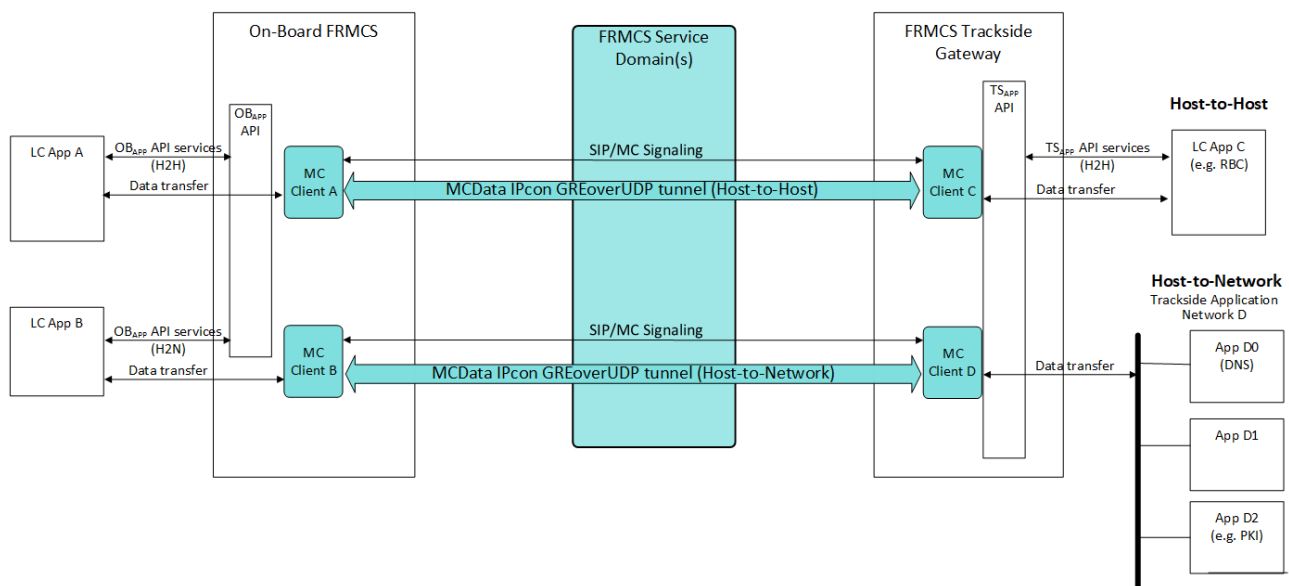 On-Board FRMCS
FRMCS Service
Domain(s)
FRMCS Trackside
Gateway
OBAPP
API
TSAPP
API
Host-to-Host
LC App A
OBAPP API services
(H2H)
Data transfer
MC
Client A
SIP/MC Signaling
MCData IPcon GREoverUDP tunnel (Host-to-Host)
MC
Client C
TSAPP API services
(H2H)
Data transfer
LC App C
(e.g. RBC)
Host-to-Network
Trackside Application
Network D
LC App B
OBAPP API services
(H2N)
Data transfer
MC
Client B
SIP/MC Signaling
MCData IPcon GREoverUDP tunnel (Host-to-Network)
MC
Client D
Data transfer
App D0
(DNS)
App D1
App D2
(e.g. PKI)